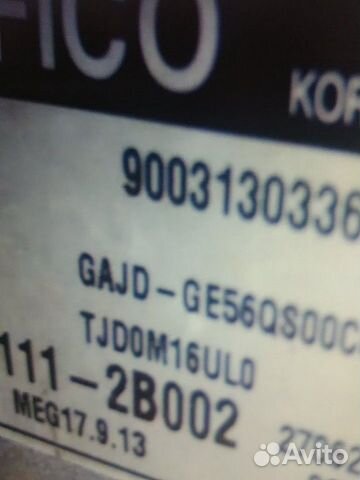 FICO
KOR
9003130336
GAJD-GE56QS00C
TJD0M16UL0
111-2B002
MEG17.9.13
Avito